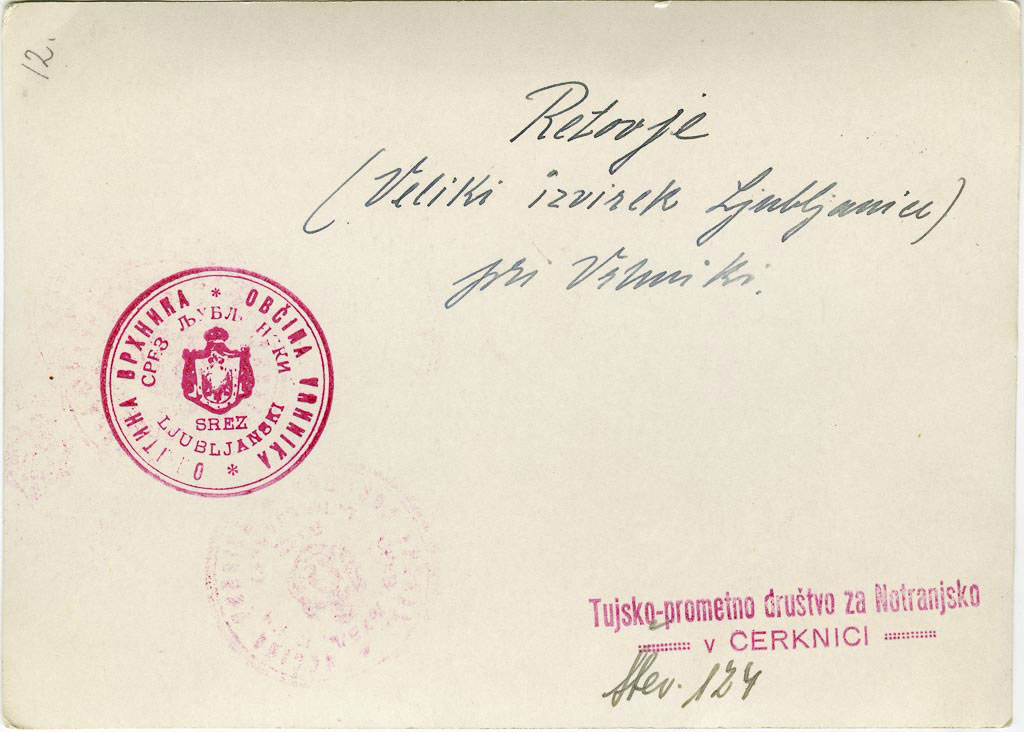 12.
Retovje
(Veliki izvirek Ljubljanice)
pri Vrhniki.
ОПШТИНА ВРХНИКА * OBČINA VRHNIKA *
СРЕЗ ЉУБЉАНСКИ
SREZ
LJUBLJANSKI
Tujsko-prometno društvo za Notranjsko
v CERKNICI
Štev. 124